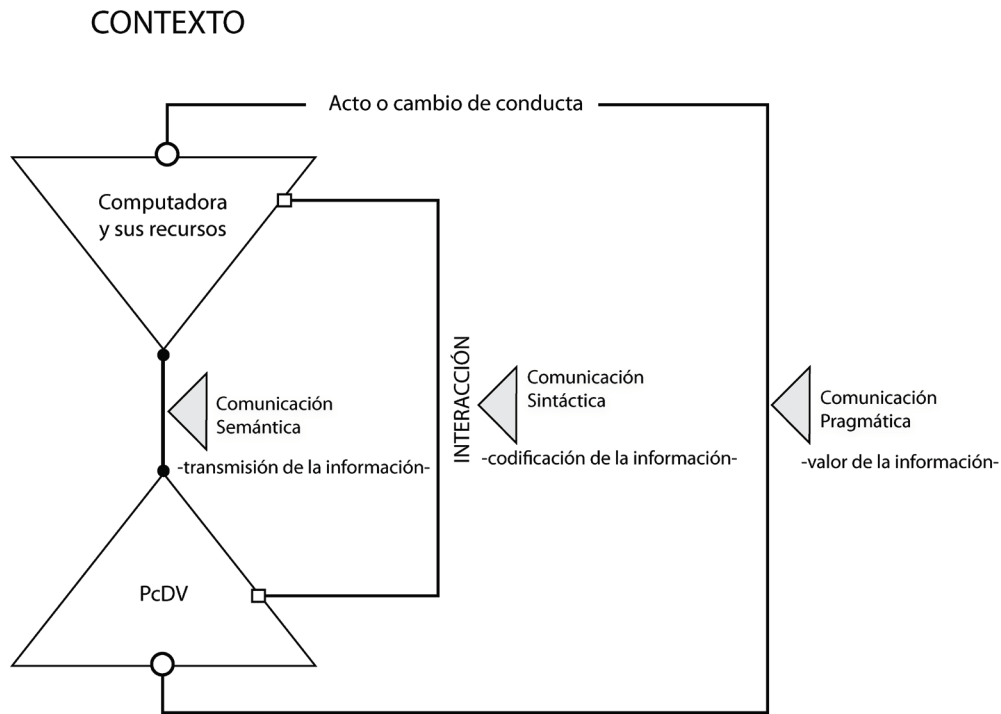 CONTEXTO
Acto o cambio de conducta
Computadora
y sus recursos
INTERACCIÓN
Comunicación
Semántica
-transmisión de la información-
Comunicación
Sintáctica
-codificación de la información-
Comunicación
Pragmática
-valor de la información-
PcDV